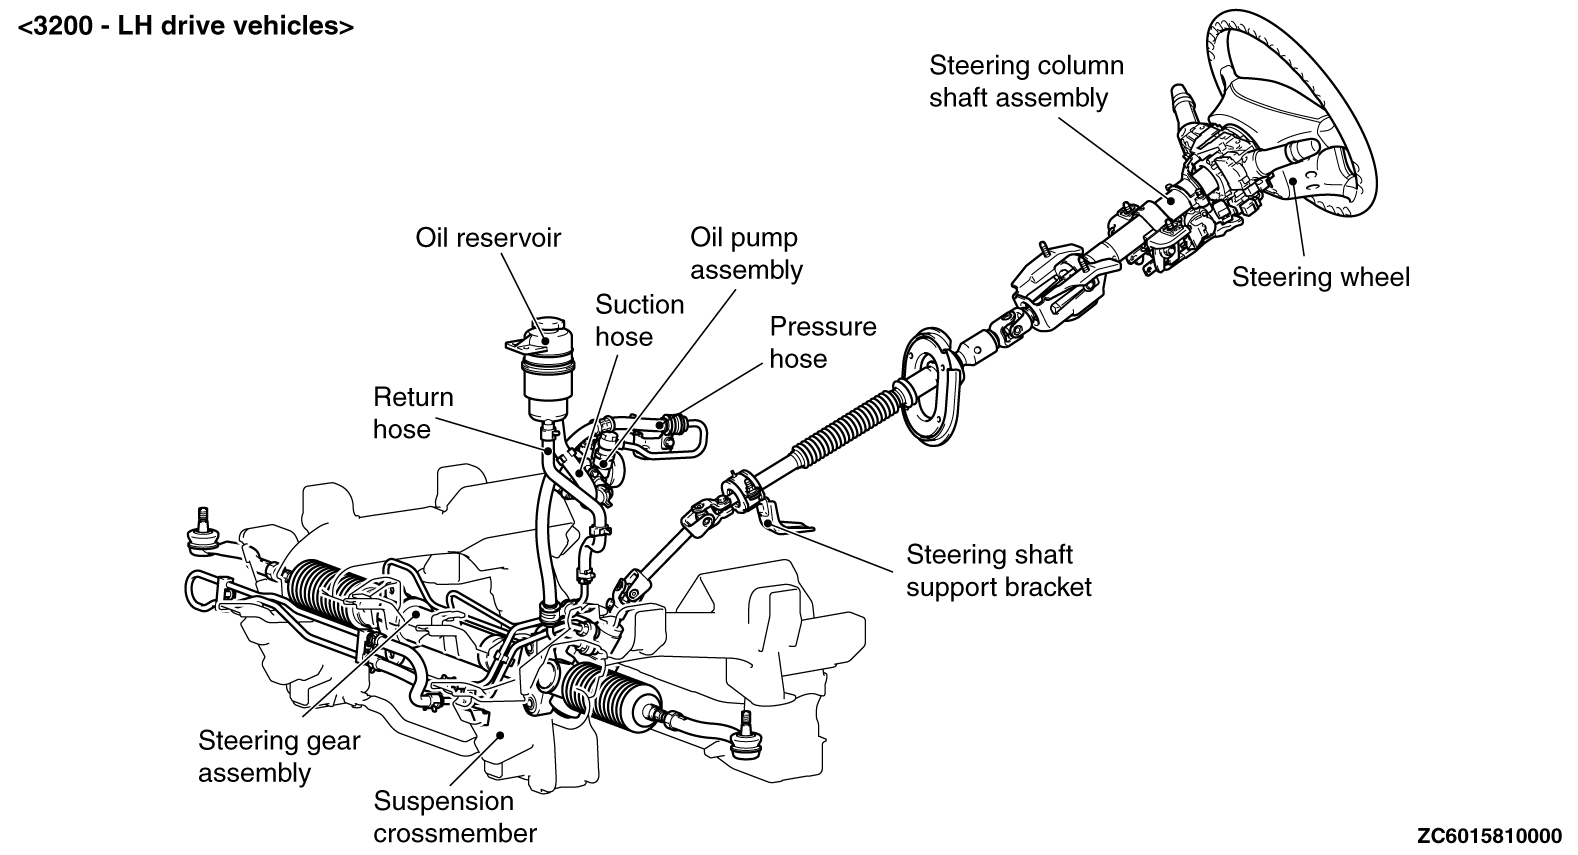 <3200 - LH drive vehicles>
Steering column
shaft assembly
Oil reservoir
Oil pump
assembly
Steering wheel
Suction
hose
Pressure
hose
Return
hose
Steering shaft
support bracket
Steering gear
assembly
Suspension
crossmember
ZC6015810000